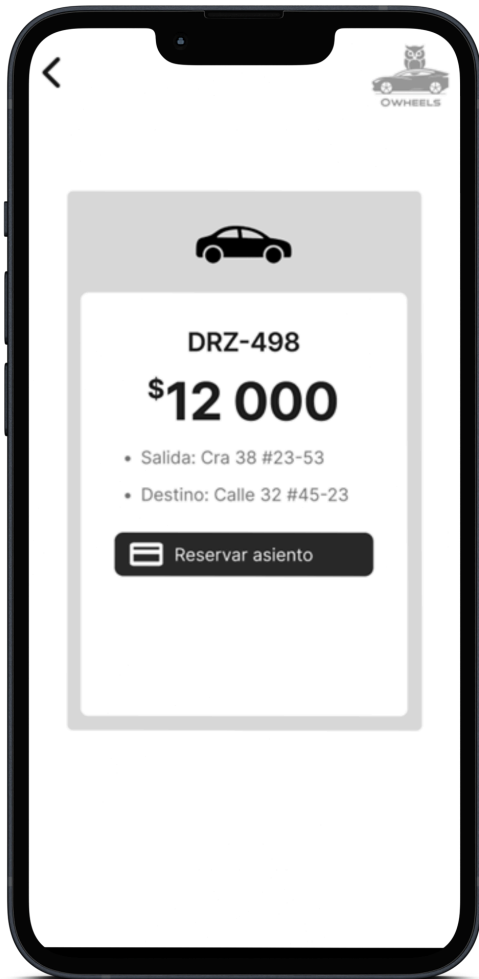 OWHEELS
DRZ-498
$12 000
• Salida: Cra 38 #23-53
• Destino: Calle 32 #45-23
Reservar asiento